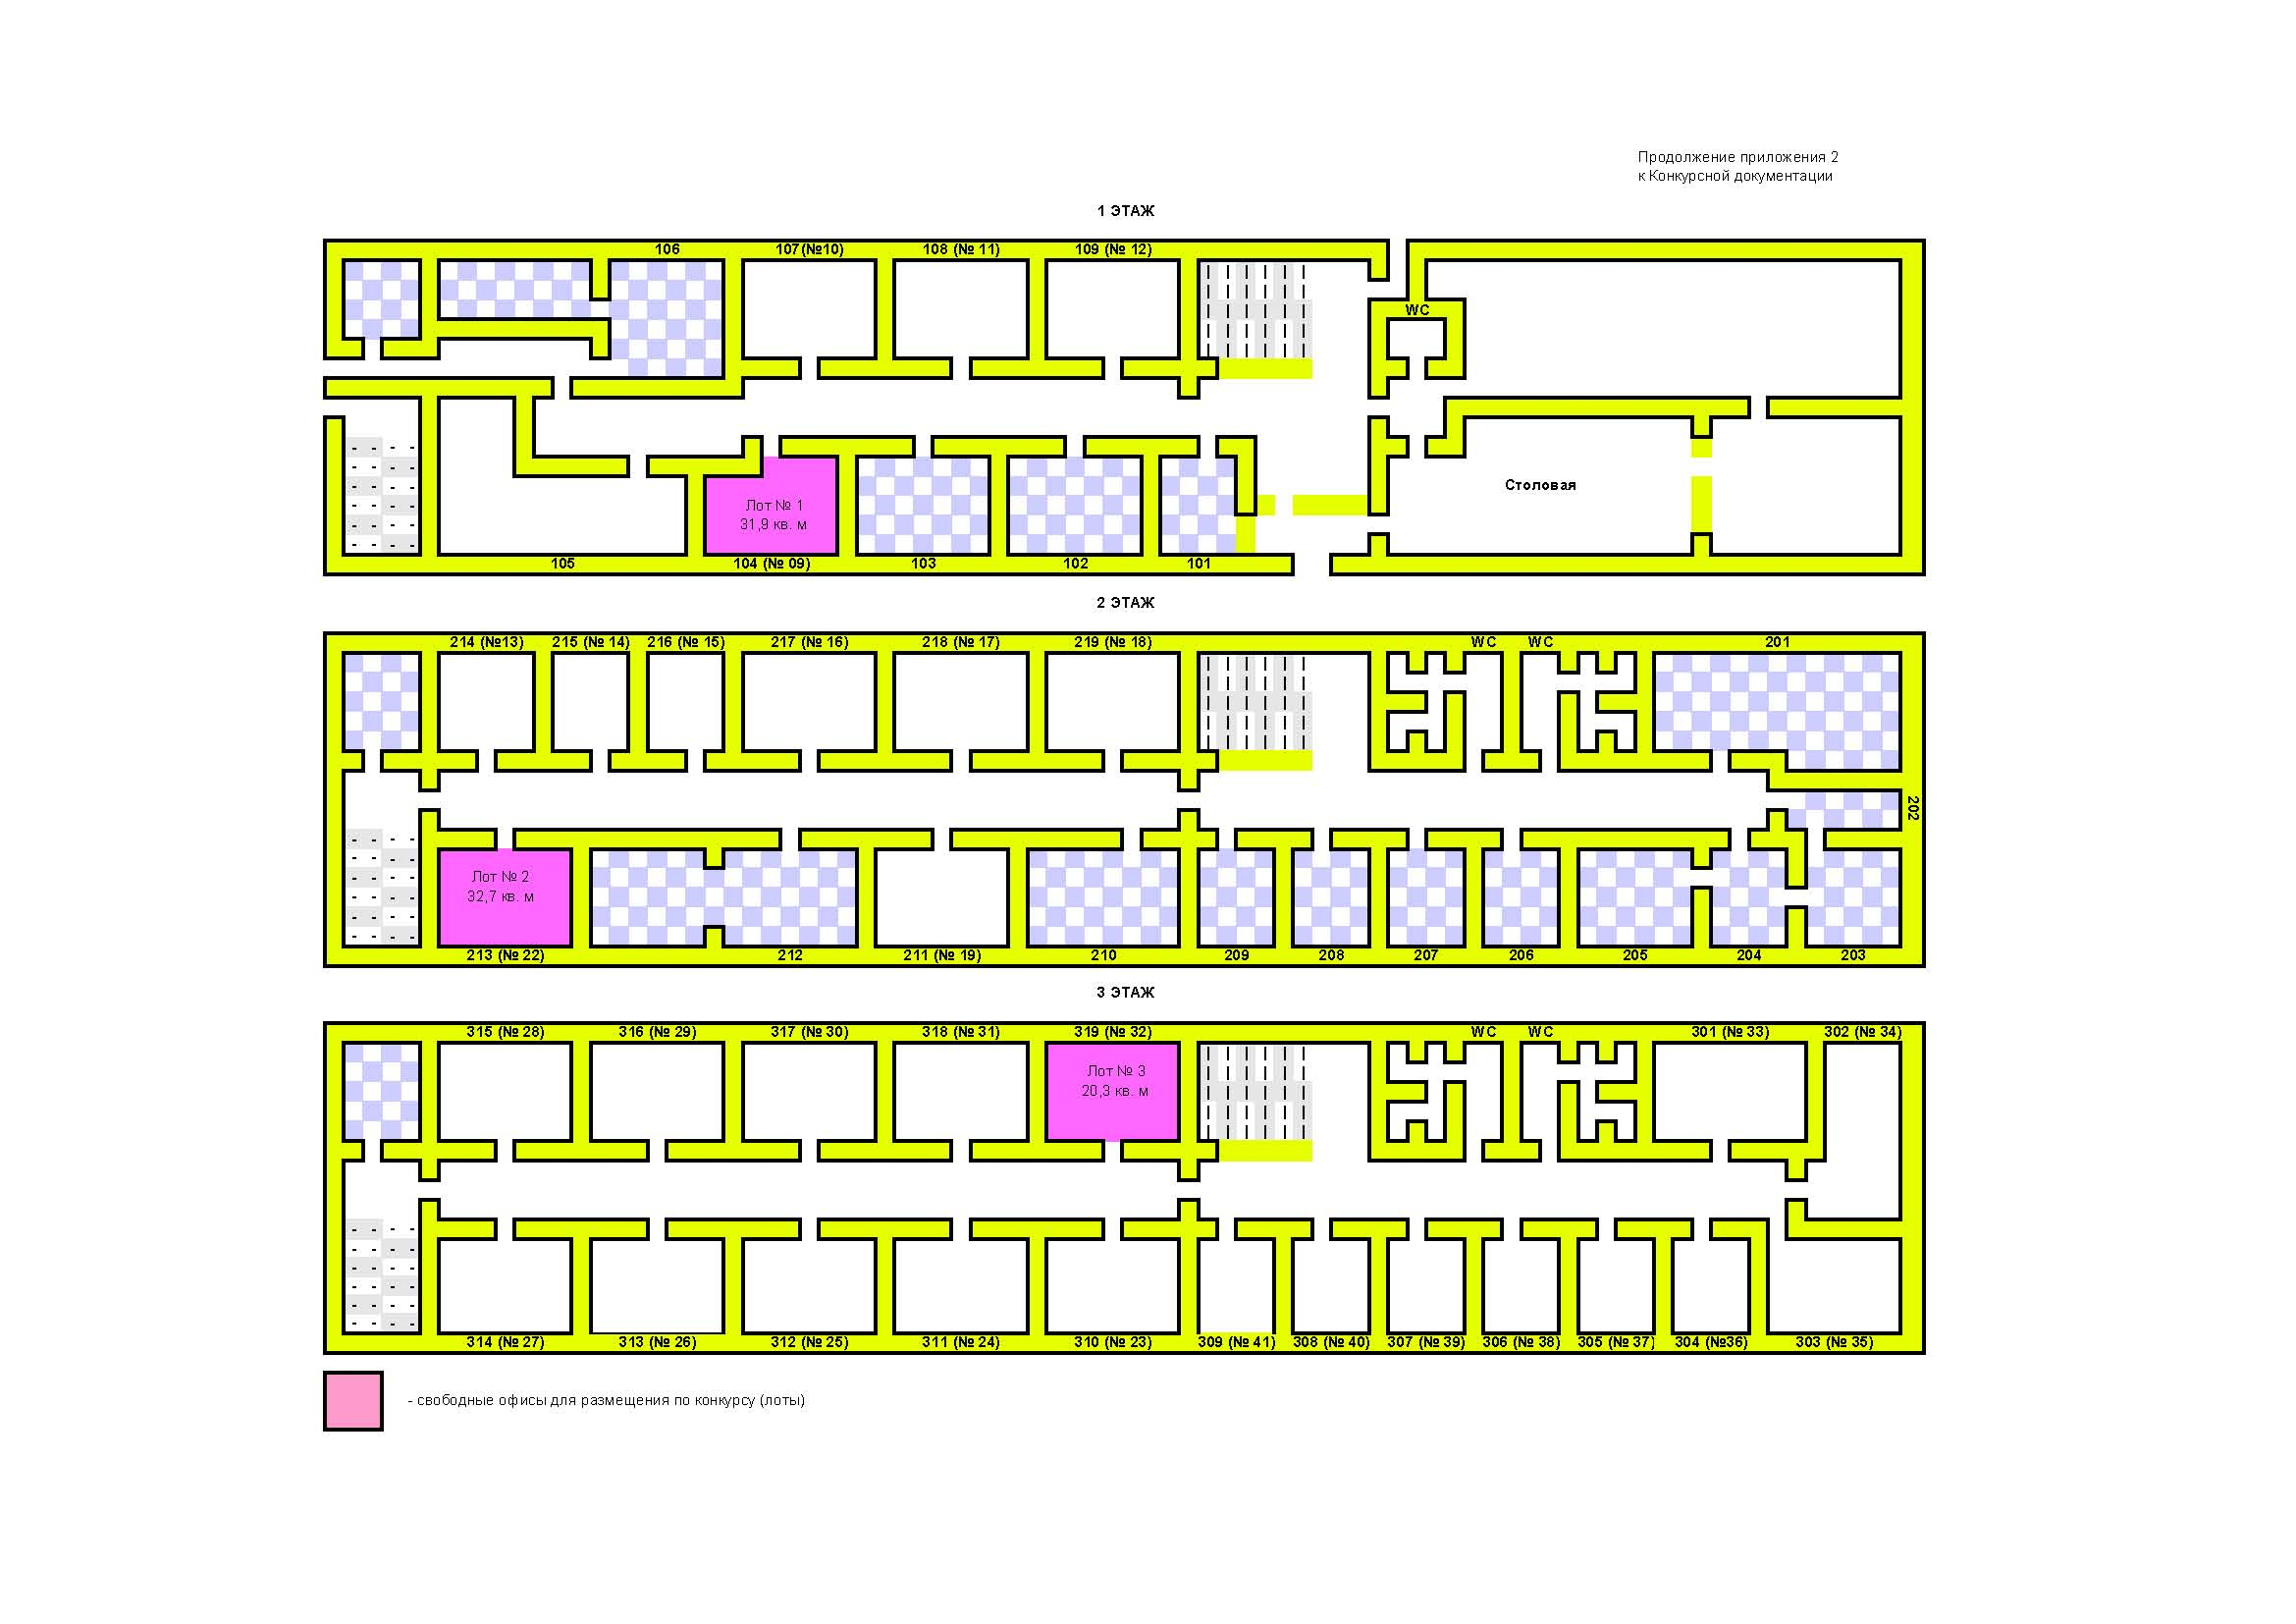 Продолжение приложения 2
к Конкурсной документации
1 ЭТАЖ
106 107(№10) 108 (№ 11) 109 (№ 12)
WC
Столовая
Лот № 1
31,9 кв. м
105 104 (№ 09) 103 102 101
2 ЭТАЖ
214 (№13) 215 (№ 14) 216 (№ 15) 217 (№ 16) 218 (№ 17) 219 (№ 18) WC WC 201
202
Лот № 2
32,7 кв. м
213 (№ 22) 212 211 (№ 19) 210 209 208 207 206 205 204 203
3 ЭТАЖ
315 (№ 28) 316 (№ 29) 317 (№ 30) 318 (№ 31) 319 (№ 32) WC WC 301 (№ 33) 302 (№ 34)
Лот № 3
20,3 кв. м
314 (№ 27) 313 (№ 26) 312 (№ 25) 311 (№ 24) 310 (№ 23) 309 (№ 41) 308 (№ 40) 307 (№ 39) 306 (№ 38) 305 (№ 37) 304 (№36) 303 (№ 35)
- свободные офисы для размещения по конкурсу (лоты)